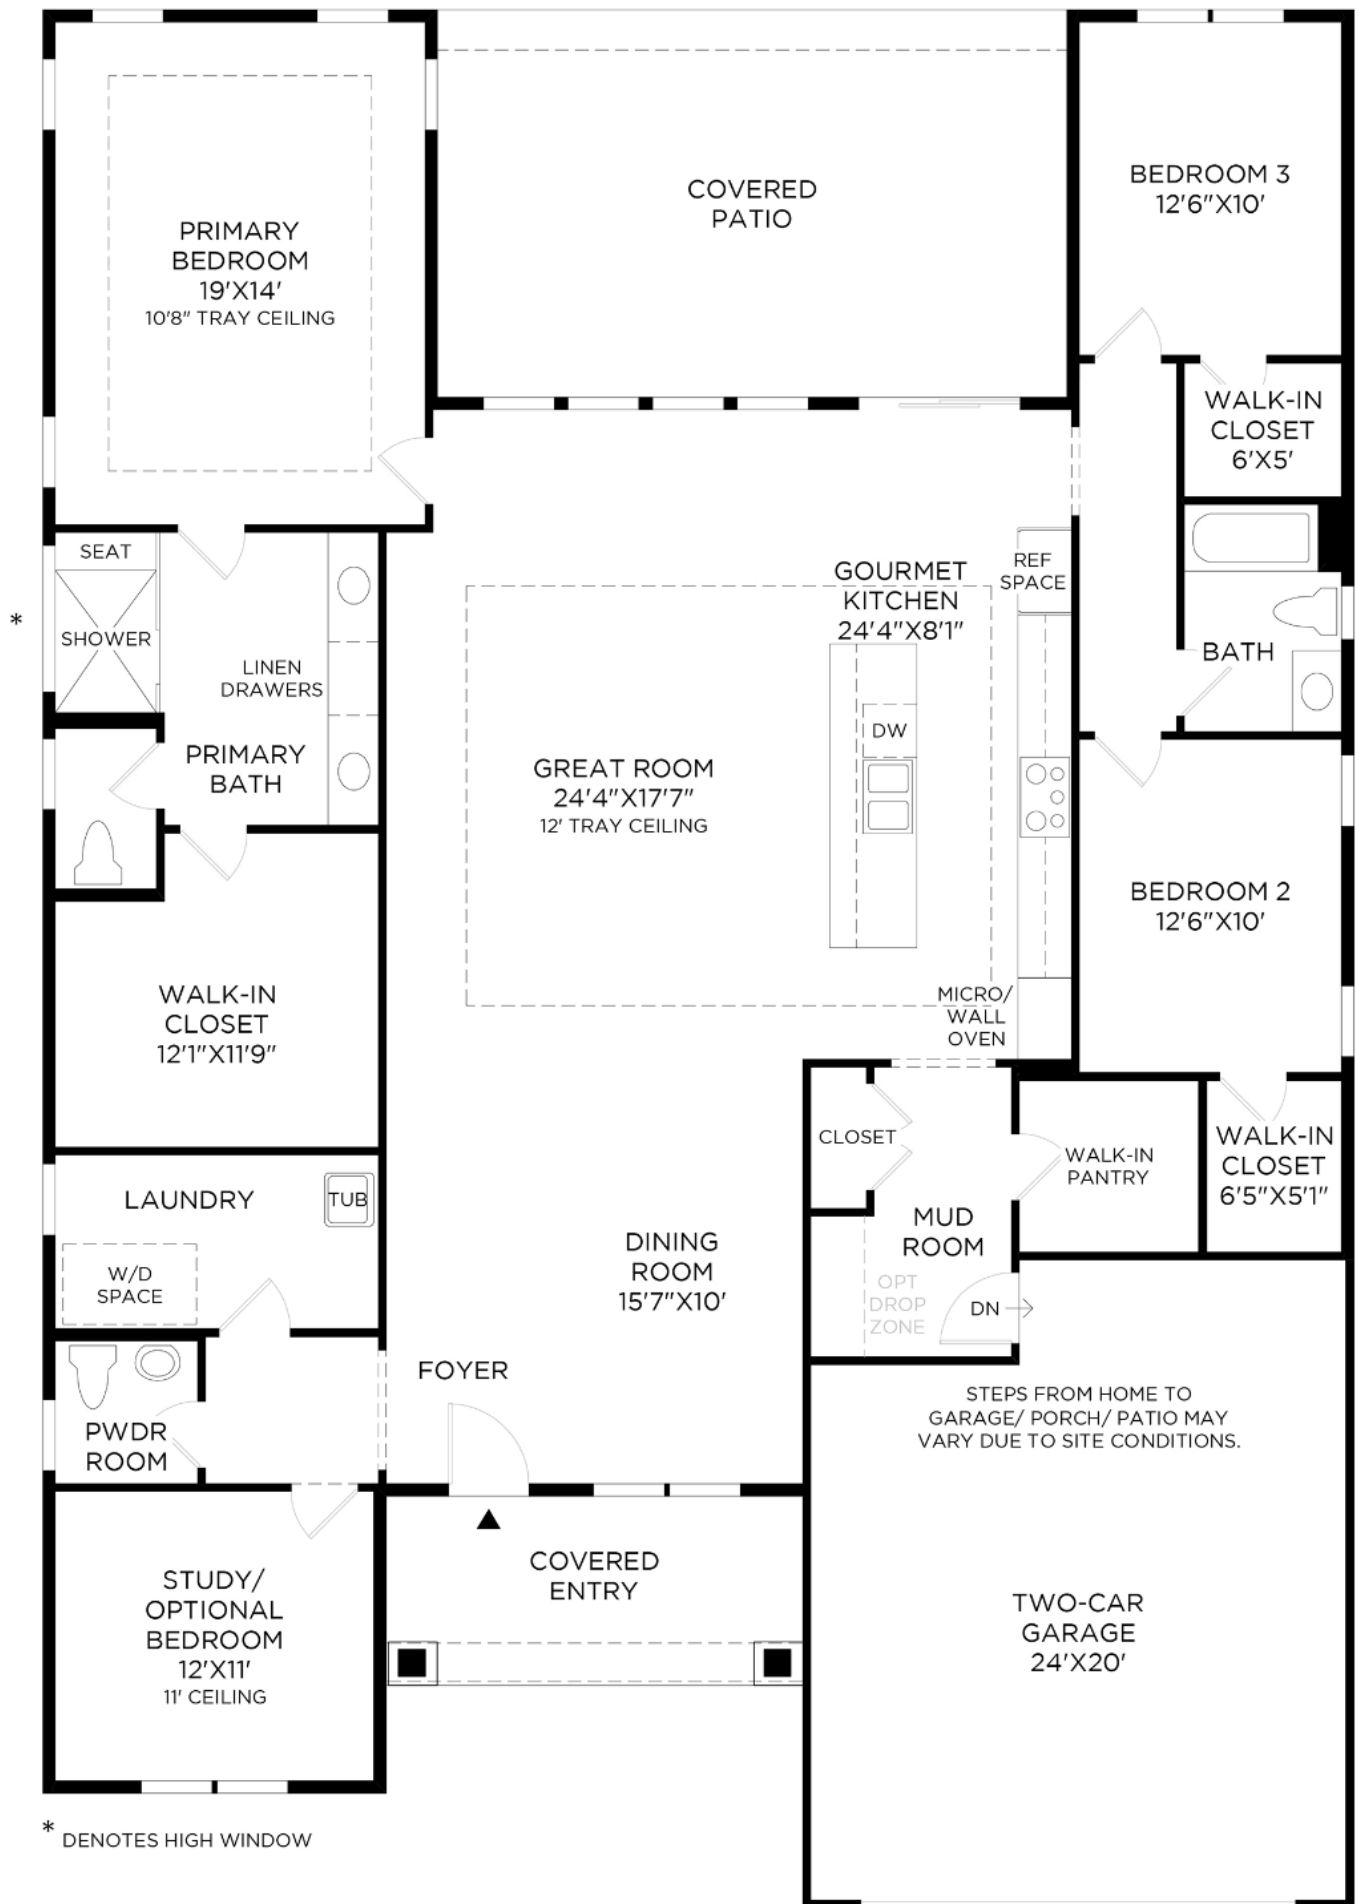 COVERED
PATIO
BEDROOM 3
12'6"X10'
PRIMARY
BEDROOM
19'X14'
10'8" TRAY CEILING
WALK-IN
CLOSET
6'X5'
SEAT
SHOWER
*
LINEN
DRAWERS
PRIMARY
BATH
GOURMET
KITCHEN
24'4"X8'1"
REF
SPACE
DW
BATH
GREAT ROOM
24'4"X17'7"
12' TRAY CEILING
BEDROOM 2
12'6"X10'
WALK-IN
CLOSET
12'1"X11'9"
MICRO/
WALL
OVEN
CLOSET
WALK-IN
PANTRY
WALK-IN
CLOSET
6'5"X5'1"
LAUNDRY
TUB
W/D
SPACE
MUD
ROOM
DINING
ROOM
15'7"X10'
OPT
DROP
ZONE
DN
FOYER
PWDR
ROOM
STEPS FROM HOME TO
GARAGE/ PORCH/ PATIO MAY
VARY DUE TO SITE CONDITIONS.
COVERED
ENTRY
STUDY/
OPTIONAL
BEDROOM
12'X11'
11' CEILING
TWO-CAR
GARAGE
24'X20'
* DENOTES HIGH WINDOW